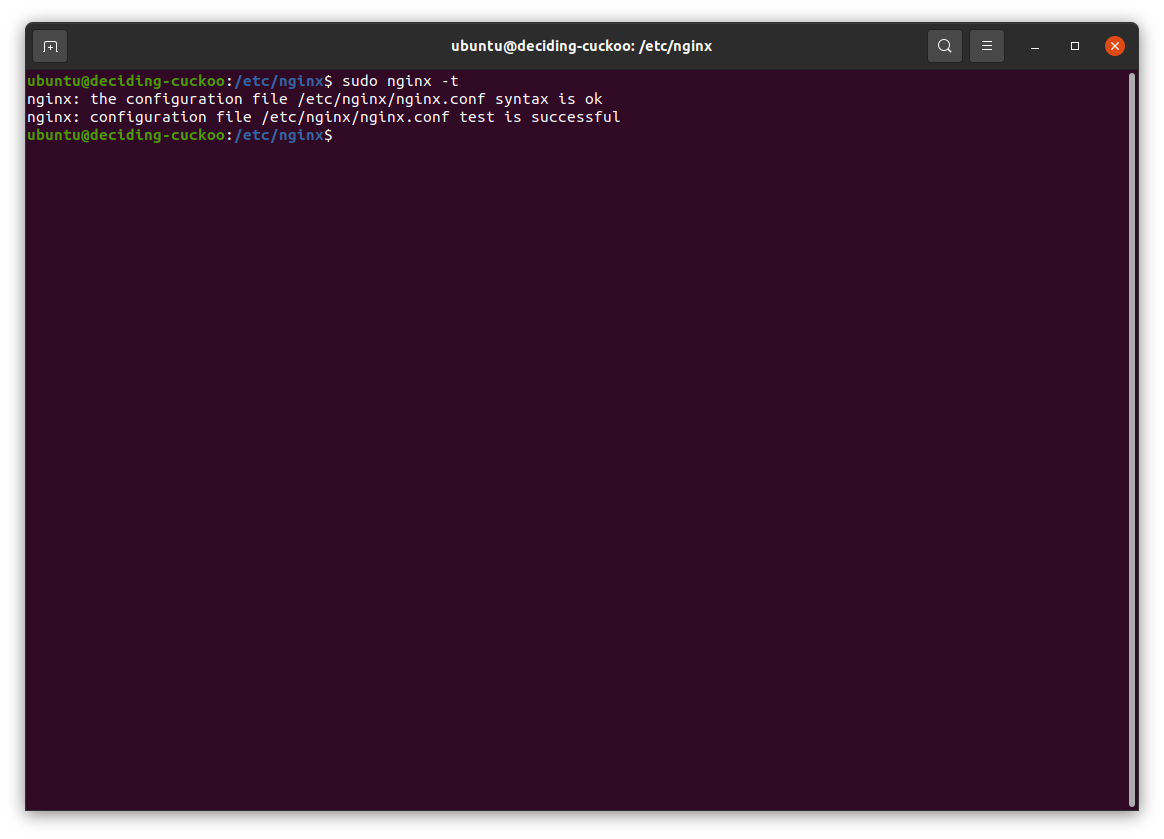 ubuntu@deciding-cuckoo: /etc/nginx
ubuntu@deciding-cuckoo:/etc/nginx$ sudo nginx -t
nginx: the configuration file /etc/nginx/nginx.conf syntax is ok
nginx: configuration file /etc/nginx/nginx.conf test is successful
ubuntu@deciding-cuckoo:/etc/nginx$